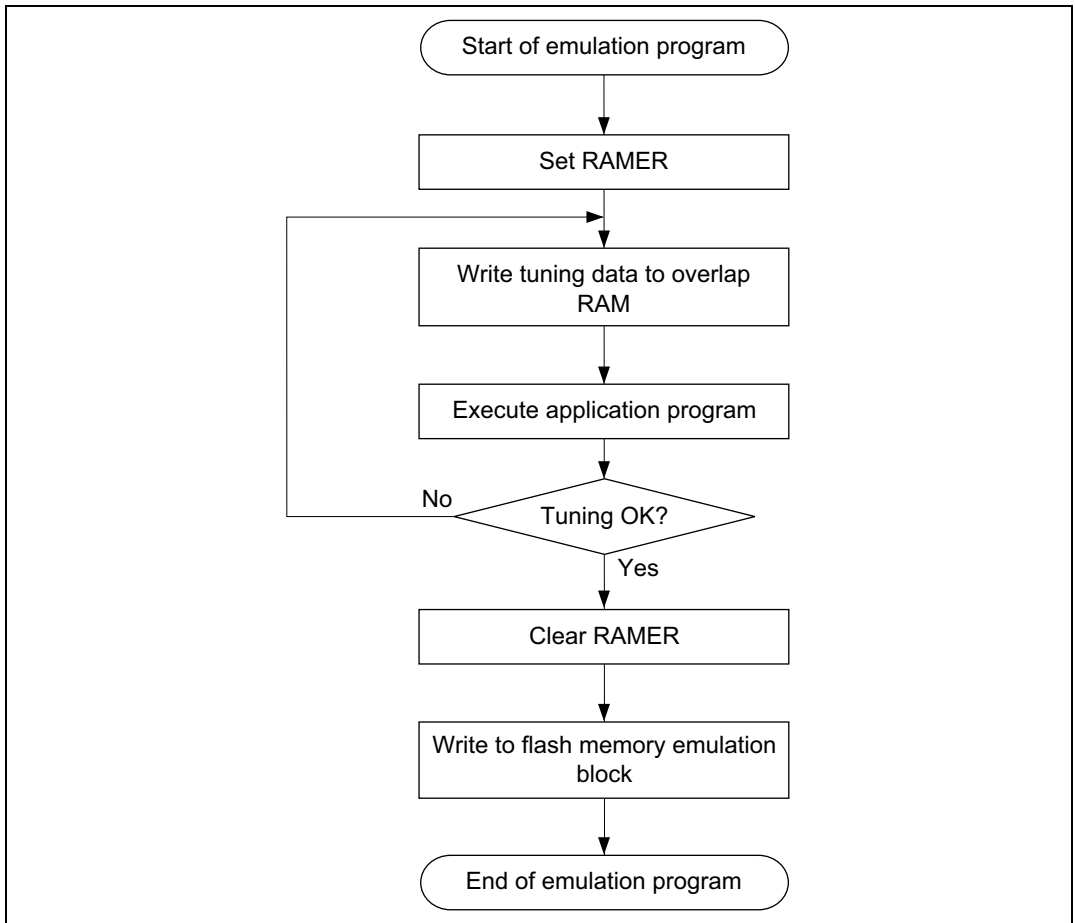 Start of emulation program
Set RAMER
Write tuning data to overlap
RAM
Execute application program
No
Tuning OK?
Yes
Clear RAMER
Write to flash memory emulation
block
End of emulation program